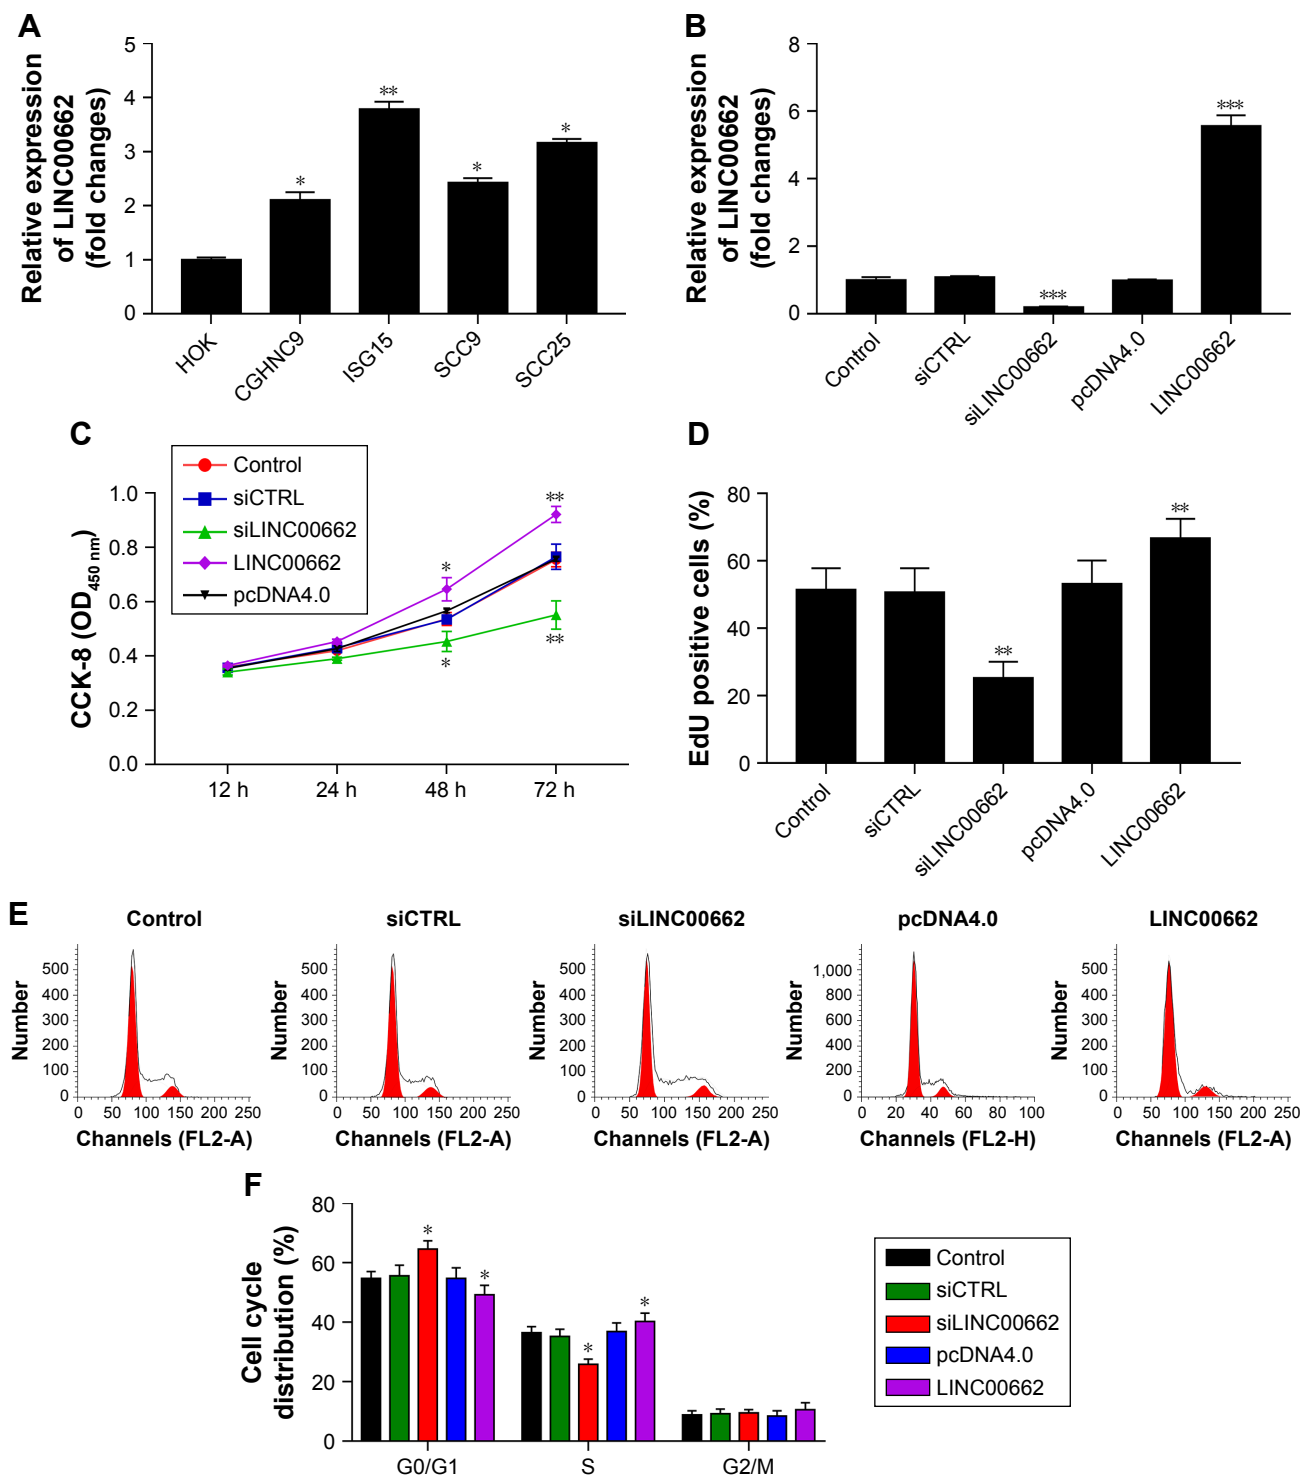 A
Relative expression
of LINC00662
(fold changes)
5
4
3
2
1
0
*
**
*
*
HOK
CGHNC9
ISG15
SCC9
SCC25
B
Relative expression
of LINC00662
(fold changes)
8
6
4
2
0
***
***
Control
siCTRL
siLINC00662
pcDNA4.0
LINC00662
C
Control
siCTRL
siLINC00662
LINC00662
pcDNA4.0
CCK-8 (OD450 nm)
1.0
0.8
0.6
0.4
0.2
0.0
*
**
*
**
12 h
24 h
48 h
72 h
D
EdU positive cells (%)
80
60
40
20
0
**
**
Control
siCTRL
siLINC00662
pcDNA4.0
LINC00662
E
Control
Number
500
400
300
200
100
0
0 50 100 150 200 250
Channels (FL2-A)
siCTRL
Number
500
400
300
200
100
0
0 50 100 150 200 250
Channels (FL2-A)
siLINC00662
Number
500
400
300
200
100
0
0 50 100 150 200 250
Channels (FL2-A)
pcDNA4.0
Number
1,000
800
600
400
200
0
0 20 40 60 80 100
Channels (FL2-H)
LINC00662
Number
500
400
300
200
100
0
0 50 100 150 200 250
Channels (FL2-A)
F
Cell cycle
distribution (%)
80
60
40
20
0
*
*
*
*
G0/G1
S
G2/M
Control
siCTRL
siLINC00662
pcDNA4.0
LINC00662